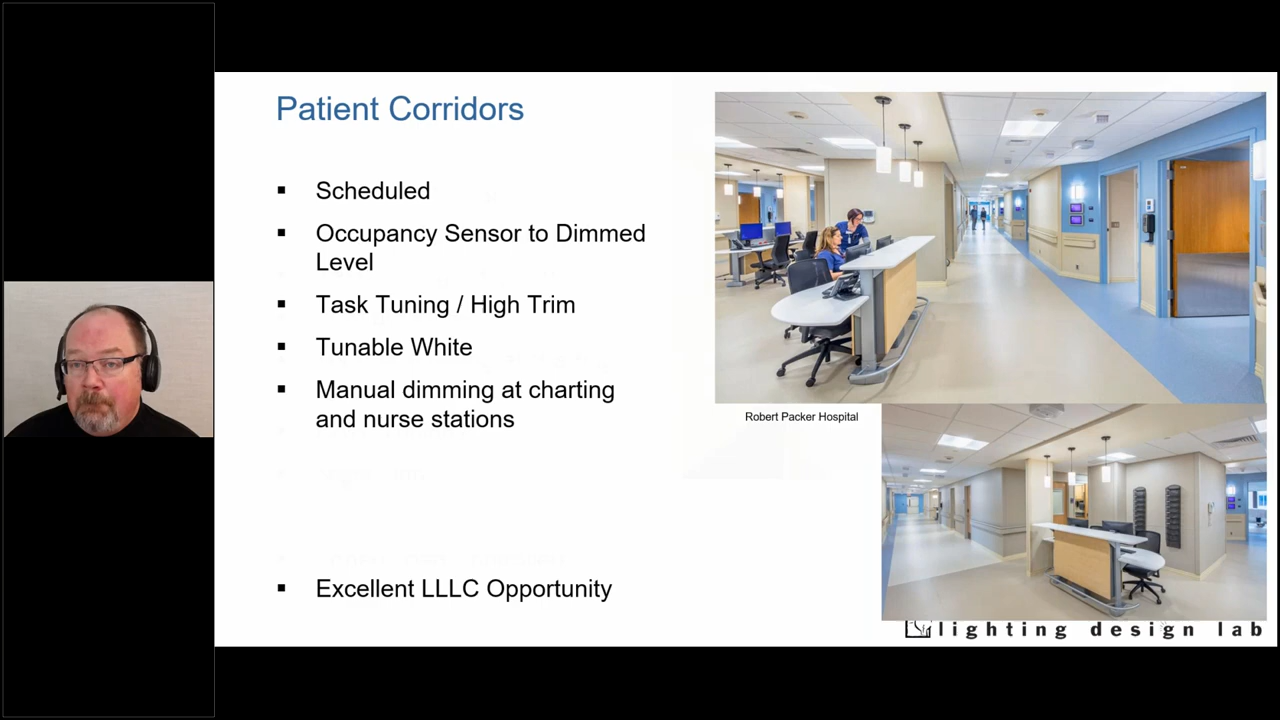 Patient Corridors
Scheduled
Occupancy Sensor to Dimmed
Level
Task Tuning / High Trim
Tunable White
Manual dimming at charting
and nurse stations
Excellent LLLC Opportunity
Robert Packer Hospital
lighting design lab